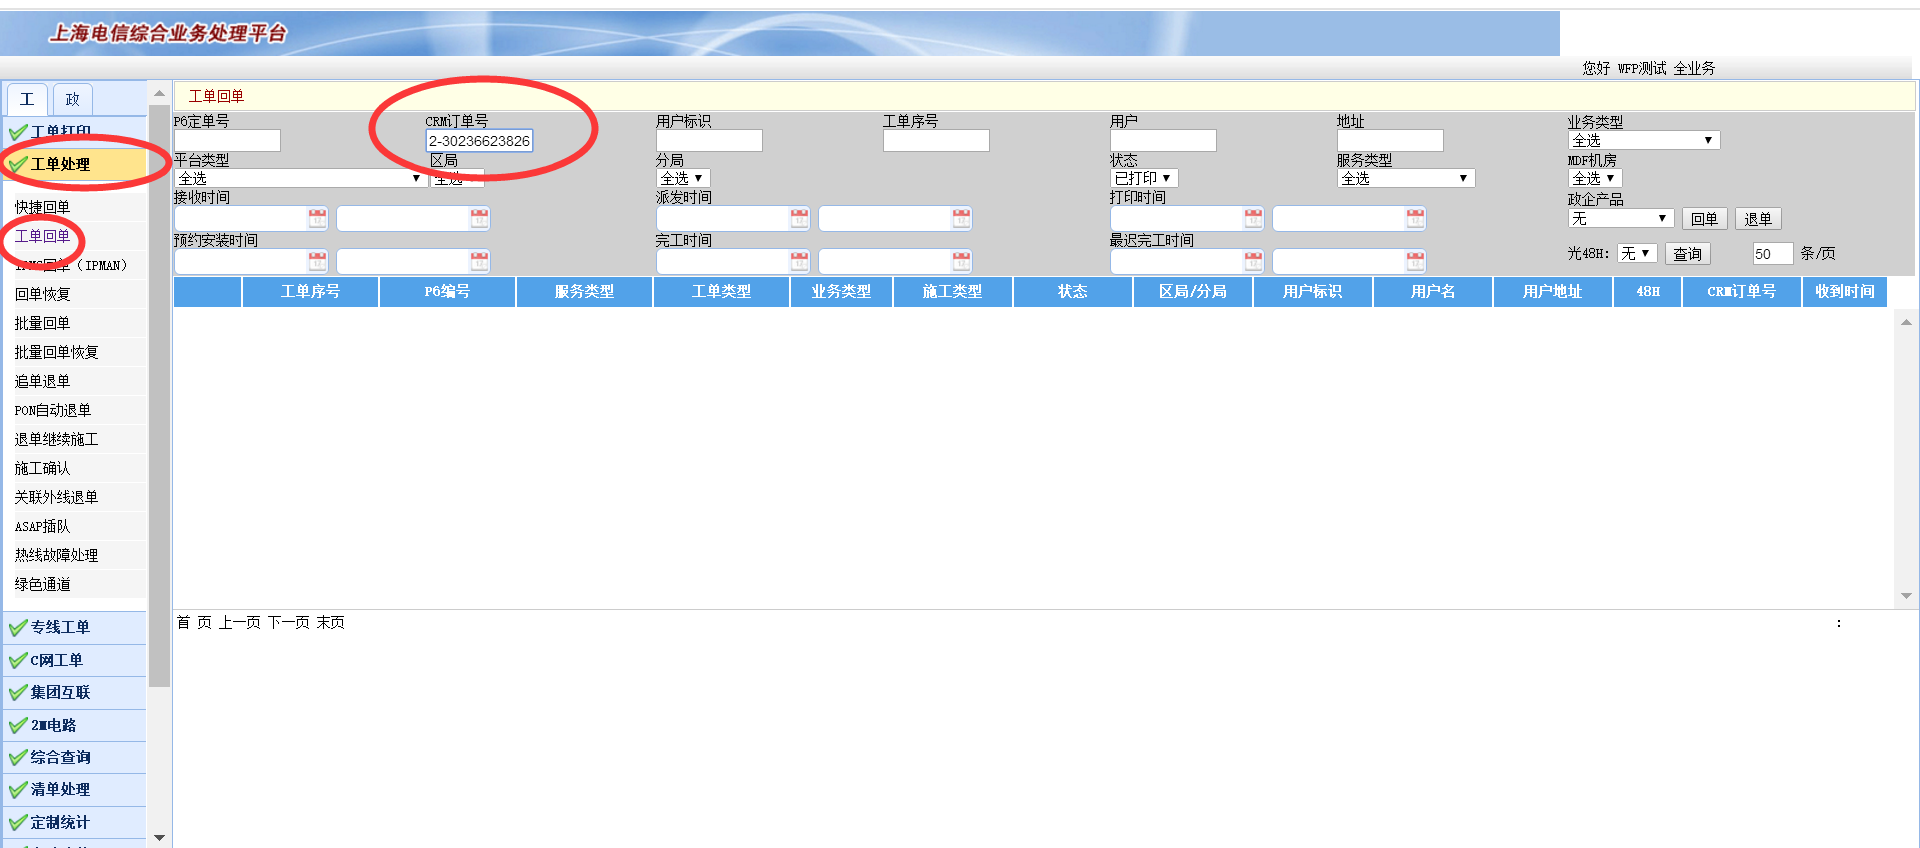 上海电信综合业务处理平台
您好 WFP测试 全业务
工 政
工单打印
工单处理
快捷回单
工单回单
回单（IPMAN）
回单恢复
批量回单
批量回单恢复
追单退单
PON自动退单
退单继续施工
施工确认
关联外线退单
ASAP插队
热线故障处理
绿色通道
专线工单
C网工单
集团互联
2M电路
综合查询
清单处理
定制统计
工单回单
P6定单号 CRM订单号 用户标识 工单序号 用户 地址 业务类型
2-30236623826 全选
平台类型 区局 分局 状态 服务类型 MDF机房
全选 全选 全选 已打印 全选 全选
接收时间 派发时间 打印时间 政企产品
无 回单 退单
预约安装时间 完工时间 最迟完工时间
光48H: 无 查询 50 条/页
工单序号 P6编号 服务类型 工单类型 业务类型 施工类型 状态 区局/分局 用户标识 用户名 用户地址 48H CRM订单号 收到时间
首 页 上一页 下一页 末页 :